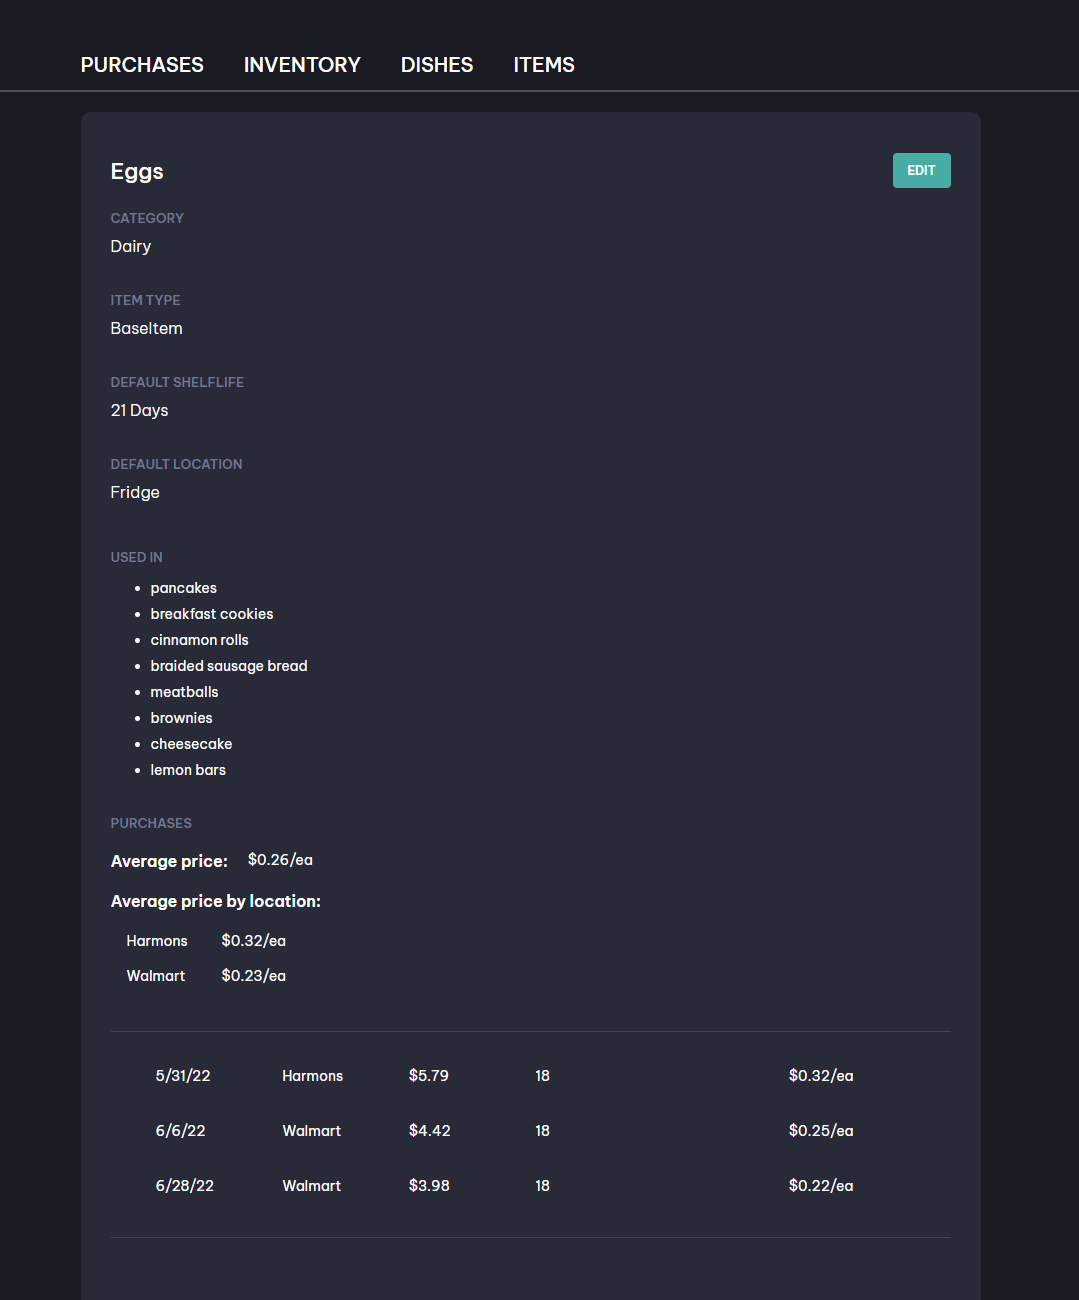 PURCHASES INVENTORY DISHES ITEMS
Eggs EDIT
CATEGORY
Dairy
ITEM TYPE
BaseItem
DEFAULT SHELFLIFE
21 Days
DEFAULT LOCATION
Fridge
USED IN
pancakes
breakfast cookies
cinnamon rolls
braided sausage bread
meatballs
brownies
cheesecake
lemon bars
PURCHASES
Average price: $0.26/ea
Average price by location:
Harmons $0.32/ea
Walmart $0.23/ea
5/31/22 Harmons $5.79 18 $0.32/ea
6/6/22 Walmart $4.42 18 $0.25/ea
6/28/22 Walmart $3.98 18 $0.22/ea